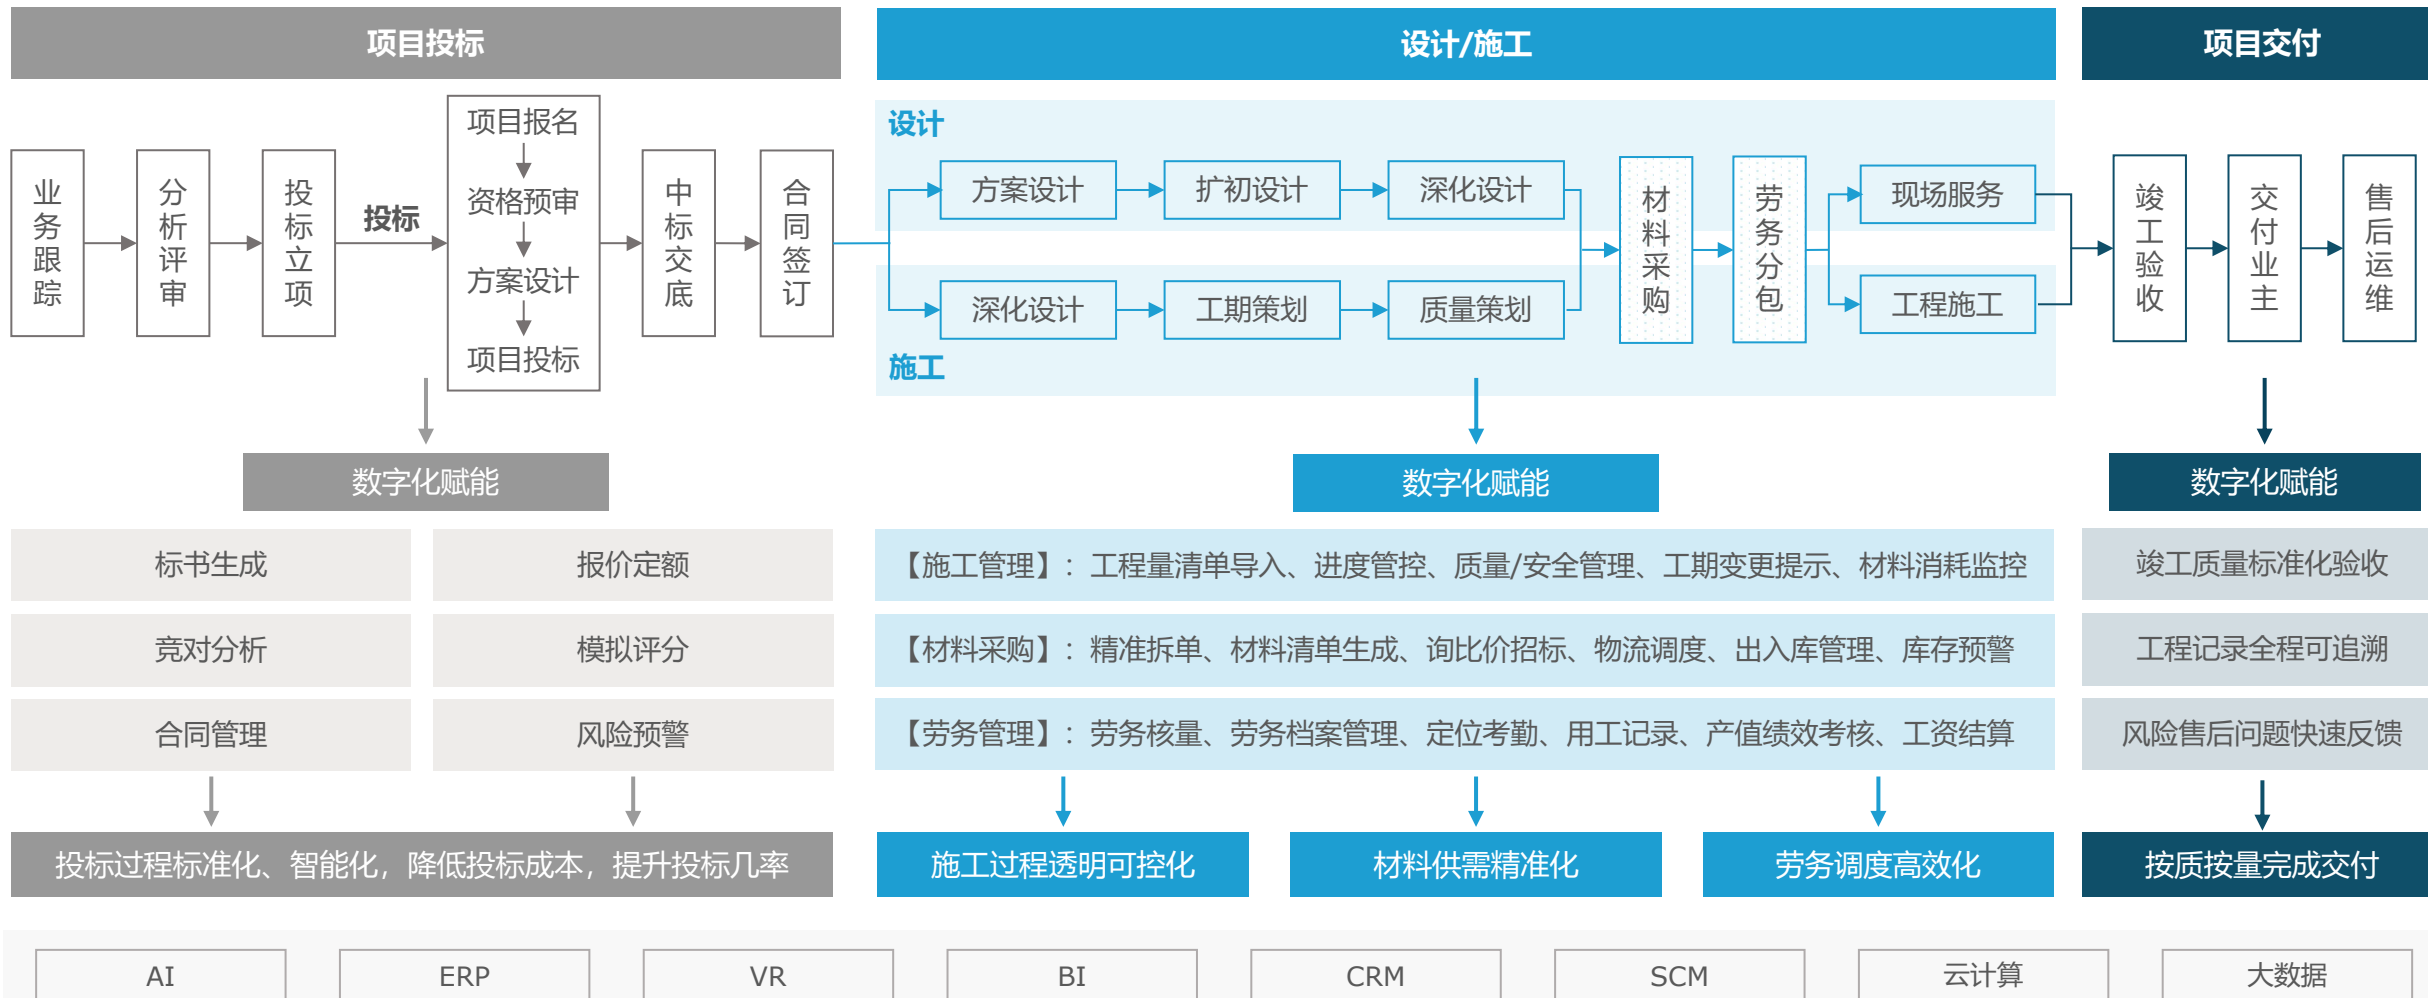 项目投标
设计/施工
项目交付
业务跟踪
分析评审
投标立项
投标
项目报名
资格预审
方案设计
项目投标
中标交底
合同签订
设计
方案设计
扩初设计
深化设计
深化设计
工期策划
质量策划
施工
材料采购
劳务分包
现场服务
工程施工
竣工验收
交付业主
售后运维
数字化赋能
数字化赋能
数字化赋能
标书生成
报价定额
竞对分析
模拟评分
合同管理
风险预警
【施工管理】：工程量清单导入、进度管控、质量/安全管理、工期变更提示、材料消耗监控
【材料采购】：精准拆单、材料清单生成、询比价招标、物流调度、出入库管理、库存预警
【劳务管理】：劳务核量、劳务档案管理、定位考勤、用工记录、产值绩效考核、工资结算
竣工质量标准化验收
工程记录全程可追溯
风险售后问题快速反馈
投标过程标准化、智能化，降低投标成本，提升投标几率
施工过程透明可控化
材料供需精准化
劳务调度高效化
按质按量完成交付
AI
ERP
VR
BI
CRM
SCM
云计算
大数据